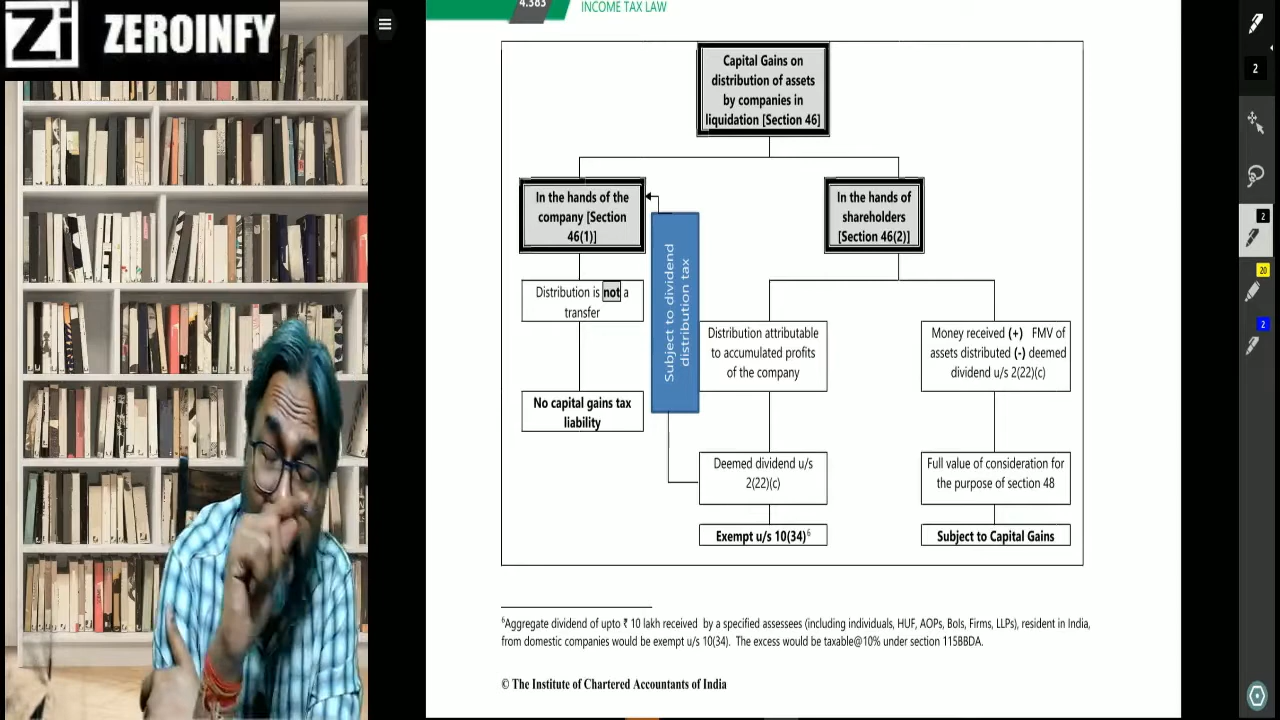 Zi ZEROINFY
4.383
INCOME TAX LAW
Capital Gains on
distribution of assets
by companies in
liquidation [Section 46]
In the hands of the
company [Section
46(1)]
In the hands of
shareholders
[Section 46(2)]
Distribution is not a
transfer
No capital gains tax
liability
Subject to dividend
distribution tax
Distribution attributable
to accumulated profits
of the company
Money received (+) FMV of
assets distributed (-) deemed
dividend u/s 2(22)(c)
Deemed dividend u/s
2(22)(c)
Full value of consideration for
the purpose of section 48
Exempt u/s 10(34)6
Subject to Capital Gains
6Aggregate dividend of upto ₹ 10 lakh received by a specified assessees (including individuals, HUF, AOPs, BoIs, Firms, LLPs), resident in India,
from domestic companies would be exempt u/s 10(34). The excess would be taxable@10% under section 115BBDA.
© The Institute of Chartered Accountants of India
2
2
20
2